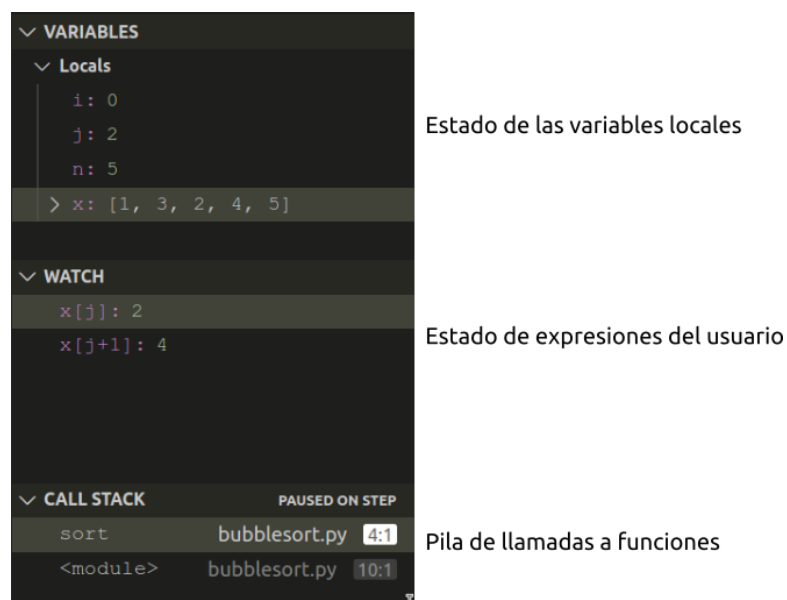 VARIABLES
Locals
i: 0
j: 2
n: 5
x: [1, 3, 2, 4, 5]
Estado de las variables locales
WATCH
x[j]: 2
x[j+1]: 4
Estado de expresiones del usuario
CALL STACK PAUSED ON STEP
sort bubblesort.py 4:1
<module> bubblesort.py 10:1
Pila de llamadas a funciones